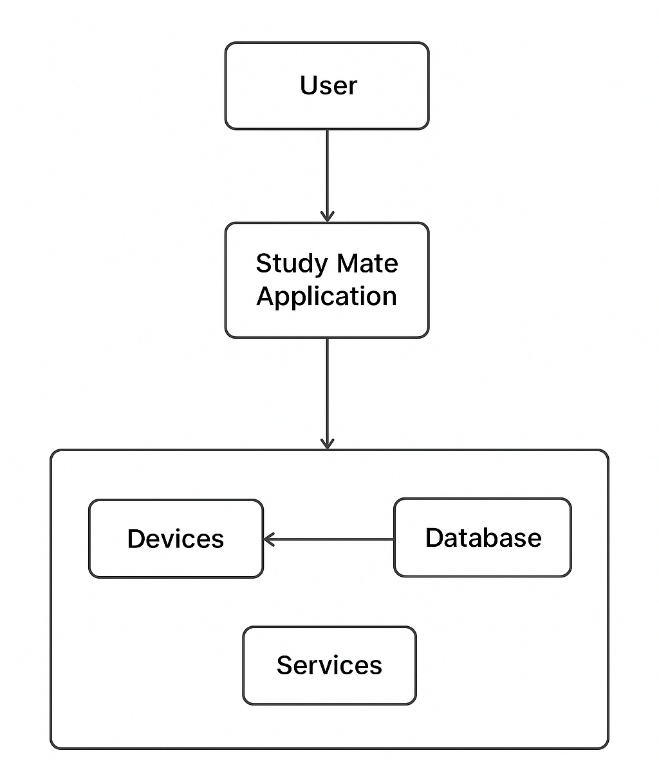 User
Study Mate
Application
Devices
Database
Services